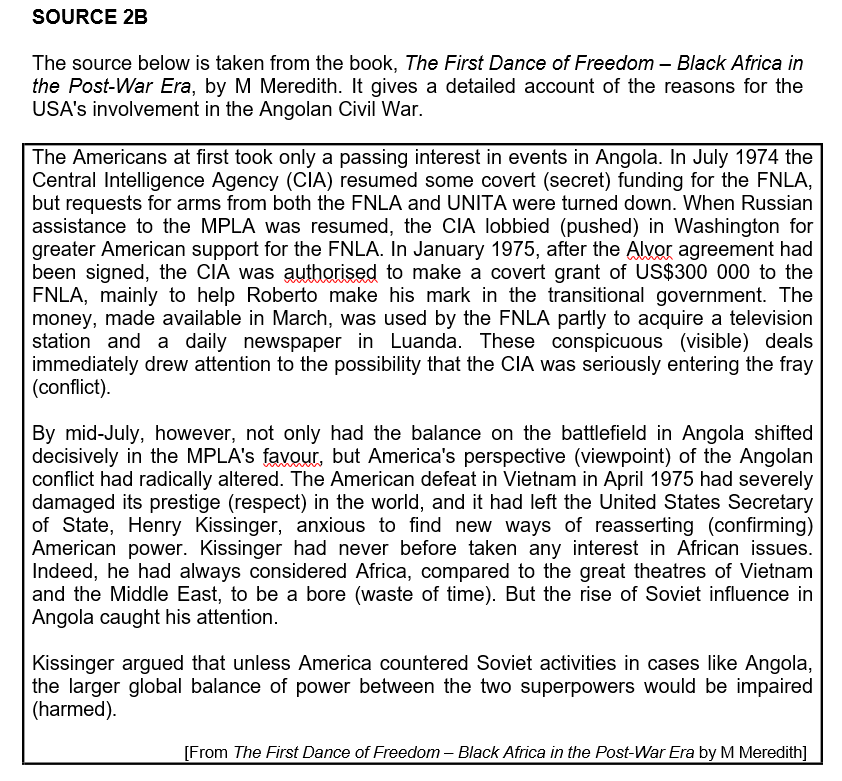 SOURCE 2B
The source below is taken from the book, The First Dance of Freedom – Black Africa in
the Post-War Era, by M Meredith. It gives a detailed account of the reasons for the
USA's involvement in the Angolan Civil War.
The Americans at first took only a passing interest in events in Angola. In July 1974 the
Central Intelligence Agency (CIA) resumed some covert (secret) funding for the FNLA,
but requests for arms from both the FNLA and UNITA were turned down. When Russian
assistance to the MPLA was resumed, the CIA lobbied (pushed) in Washington for
greater American support for the FNLA. In January 1975, after the Alvor agreement had
been signed, the CIA was authorised to make a covert grant of US$300 000 to the
FNLA, mainly to help Roberto make his mark in the transitional government. The
money, made available in March, was used by the FNLA partly to acquire a television
station and a daily newspaper in Luanda. These conspicuous (visible) deals
immediately drew attention to the possibility that the CIA was seriously entering the fray
(conflict).
By mid-July, however, not only had the balance on the battlefield in Angola shifted
decisively in the MPLA's favour, but America's perspective (viewpoint) of the Angolan
conflict had radically altered. The American defeat in Vietnam in April 1975 had severely
damaged its prestige (respect) in the world, and it had left the United States Secretary
of State, Henry Kissinger, anxious to find new ways of reasserting (confirming)
American power. Kissinger had never before taken any interest in African issues.
Indeed, he had always considered Africa, compared to the great theatres of Vietnam
and the Middle East, to be a bore (waste of time). But the rise of Soviet influence in
Angola caught his attention.
Kissinger argued that unless America countered Soviet activities in cases like Angola,
the larger global balance of power between the two superpowers would be impaired
(harmed).
[From The First Dance of Freedom – Black Africa in the Post-War Era by M Meredith]